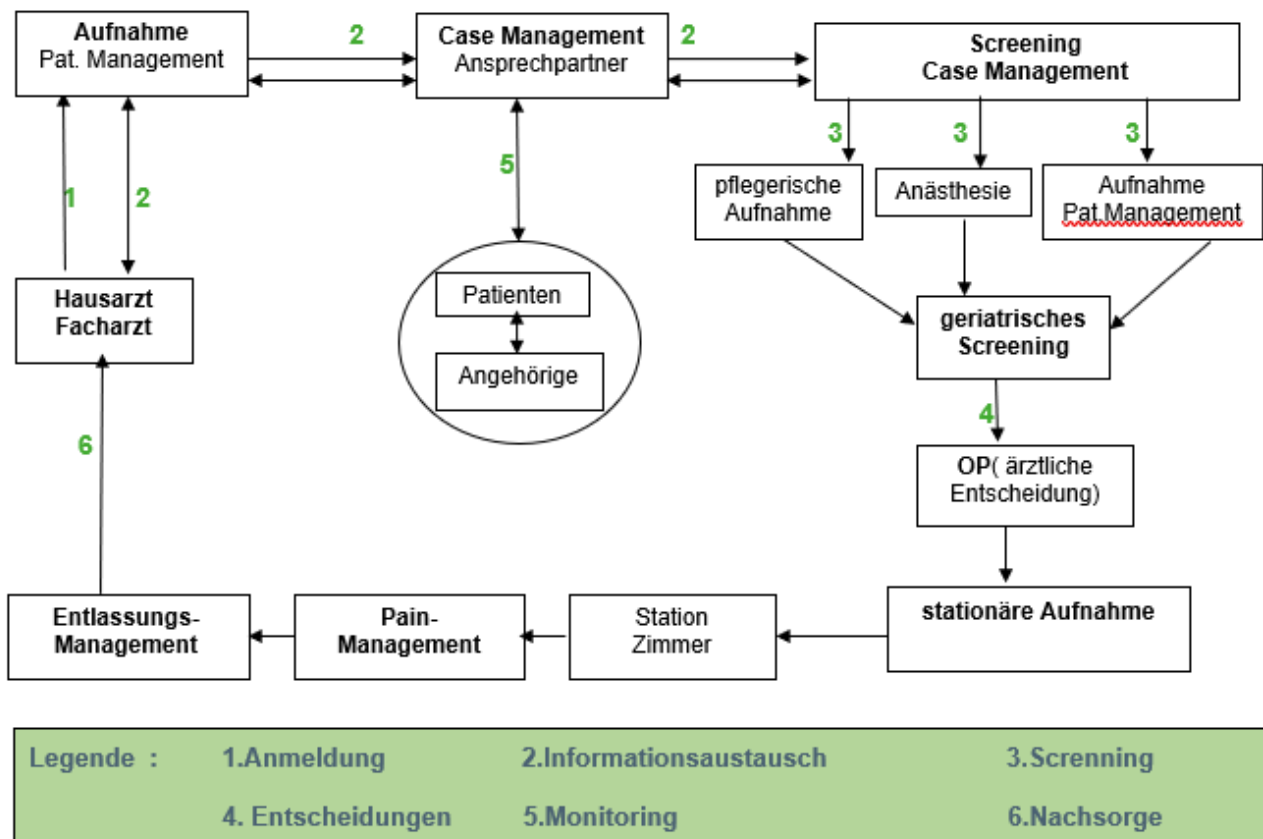 Aufnahme
Pat. Management
2
Case Management
Ansprechpartner
2
Screening
Case Management
1
2
5
3
3
3
pflegerische
Aufnahme
Anästhesie
Aufnahme
Pat.Management
Hausarzt
Facharzt
Patienten
Angehörige
geriatrisches
Screening
6
4
OP( ärztliche
Entscheidung)
Entlassungs-
Management
Pain-
Management
Station
Zimmer
stationäre Aufnahme
Legende : 1.Anmeldung 2.Informationsaustausch 3.Screnning
4. Entscheidungen 5.Monitoring 6.Nachsorge